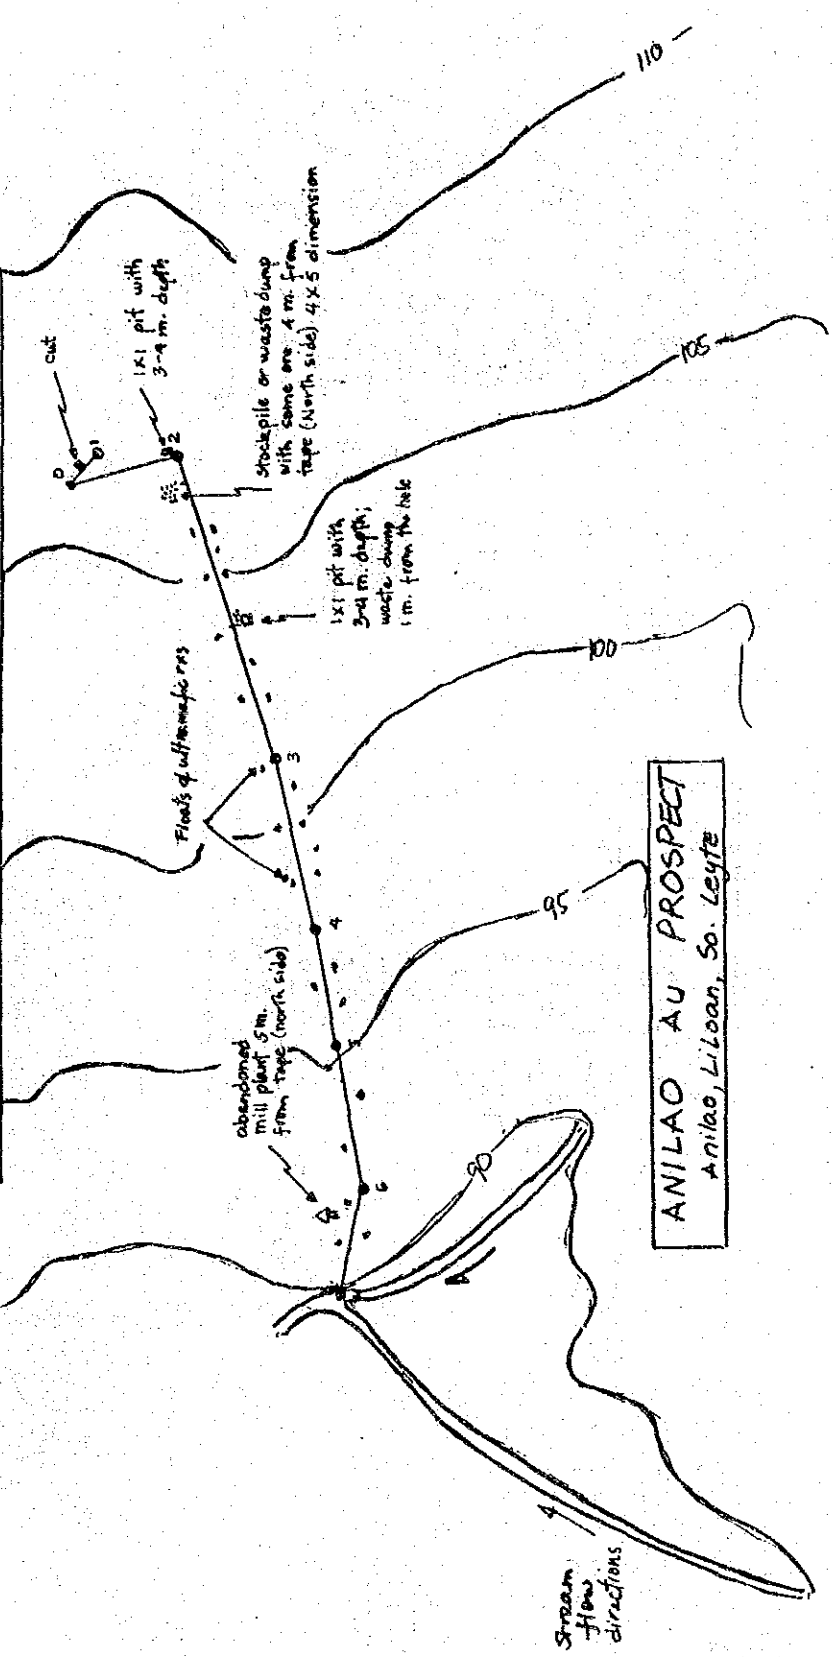 ANILAO AU PROSPECT
Anilao, Liloan, So. Leyte
Stream
flow
directions
abandoned
mill plant 5m.
from tape (north side)
Floats of ultramafic rxs
1x1 pit with
3-4 m. depth;
waste dump
1 m. from the hole
stockpile or waste dump
with some ore 4 m. from
tape (North side) 4x5 dimension
1x1 pit with
3-4 m. depth
cut
0
01
2
3
4
6
90
95
100
105
110